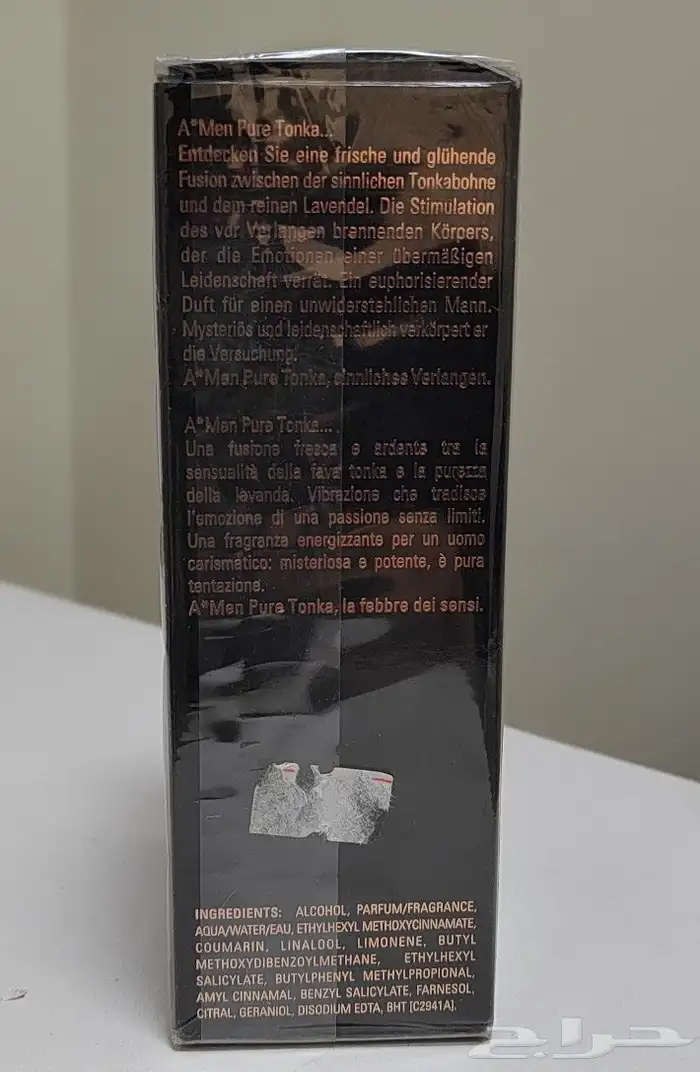 A*Men Pure Tonka...
Entdecken Sie eine frische und glühende
Fusion zwischen der sinnlichen Tonkabohne
und dem reinen Lavendel. Die Stimulation
des vor Verlangen brennenden Körpers,
der die Emotionen einer übermäßigen
Leidenschaft verrät. Ein euphorisierender
Duft für einen unwiderstehlichen Mann.
Mysteriös und leidenschaftlich verkörpert er
die Versuchung.
A*Men Pure Tonka, sinnliches Verlangen.
A*Men Pure Tonka...
Una fusione fresca e ardente tra la
sensualità della fava tonka e la purezza
della lavanda. Vibrazione che tradisce
l'emozione di una passione senza limiti.
Una fragranza energizzante per un uomo
carismatico: misteriosa e potente, è pura
tentazione.
A*Men Pure Tonka, la febbre dei sensi.
INGREDIENTS: ALCOHOL, PARFUM/FRAGRANCE,
AQUA/WATER/EAU, ETHYLHEXYL METHOXYCINNAMATE,
COUMARIN, LINALOOL, LIMONENE, BUTYL
METHOXYDIBENZOYLMETHANE, ETHYLHEXYL
SALICYLATE, BUTYLPHENYL METHYLPROPIONAL,
AMYL CINNAMAL, BENZYL SALICYLATE, FARNESOL,
CITRAL, GERANIOL, DISODIUM EDTA, BHT [C2941A].
حراج